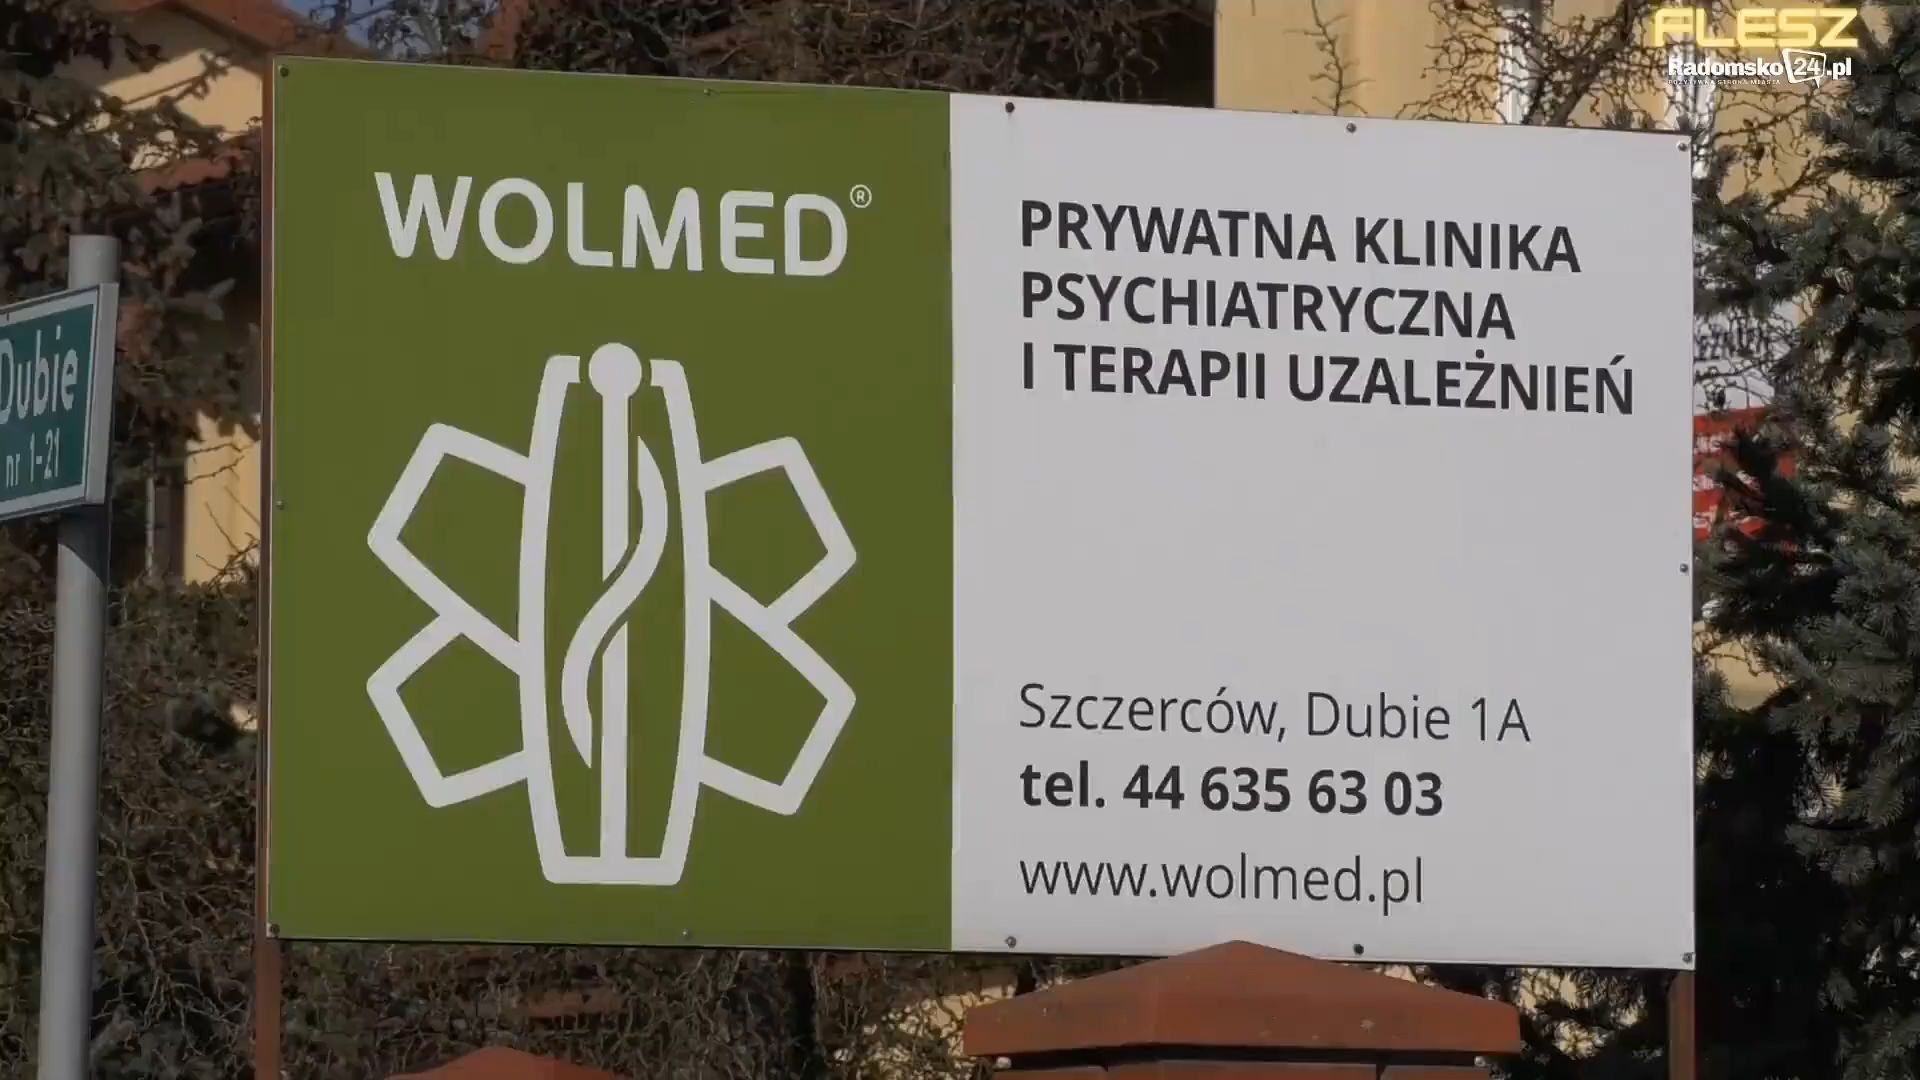 FLESZ
Radomsko24.pl
WOLMED®
PRYWATNA KLINIKA
PSYCHIATRYCZNA
I TERAPII UZALEŻNIEŃ
Szczerców, Dubie 1A
tel. 44 635 63 03
www.wolmed.pl
Dubie
nr 1-21